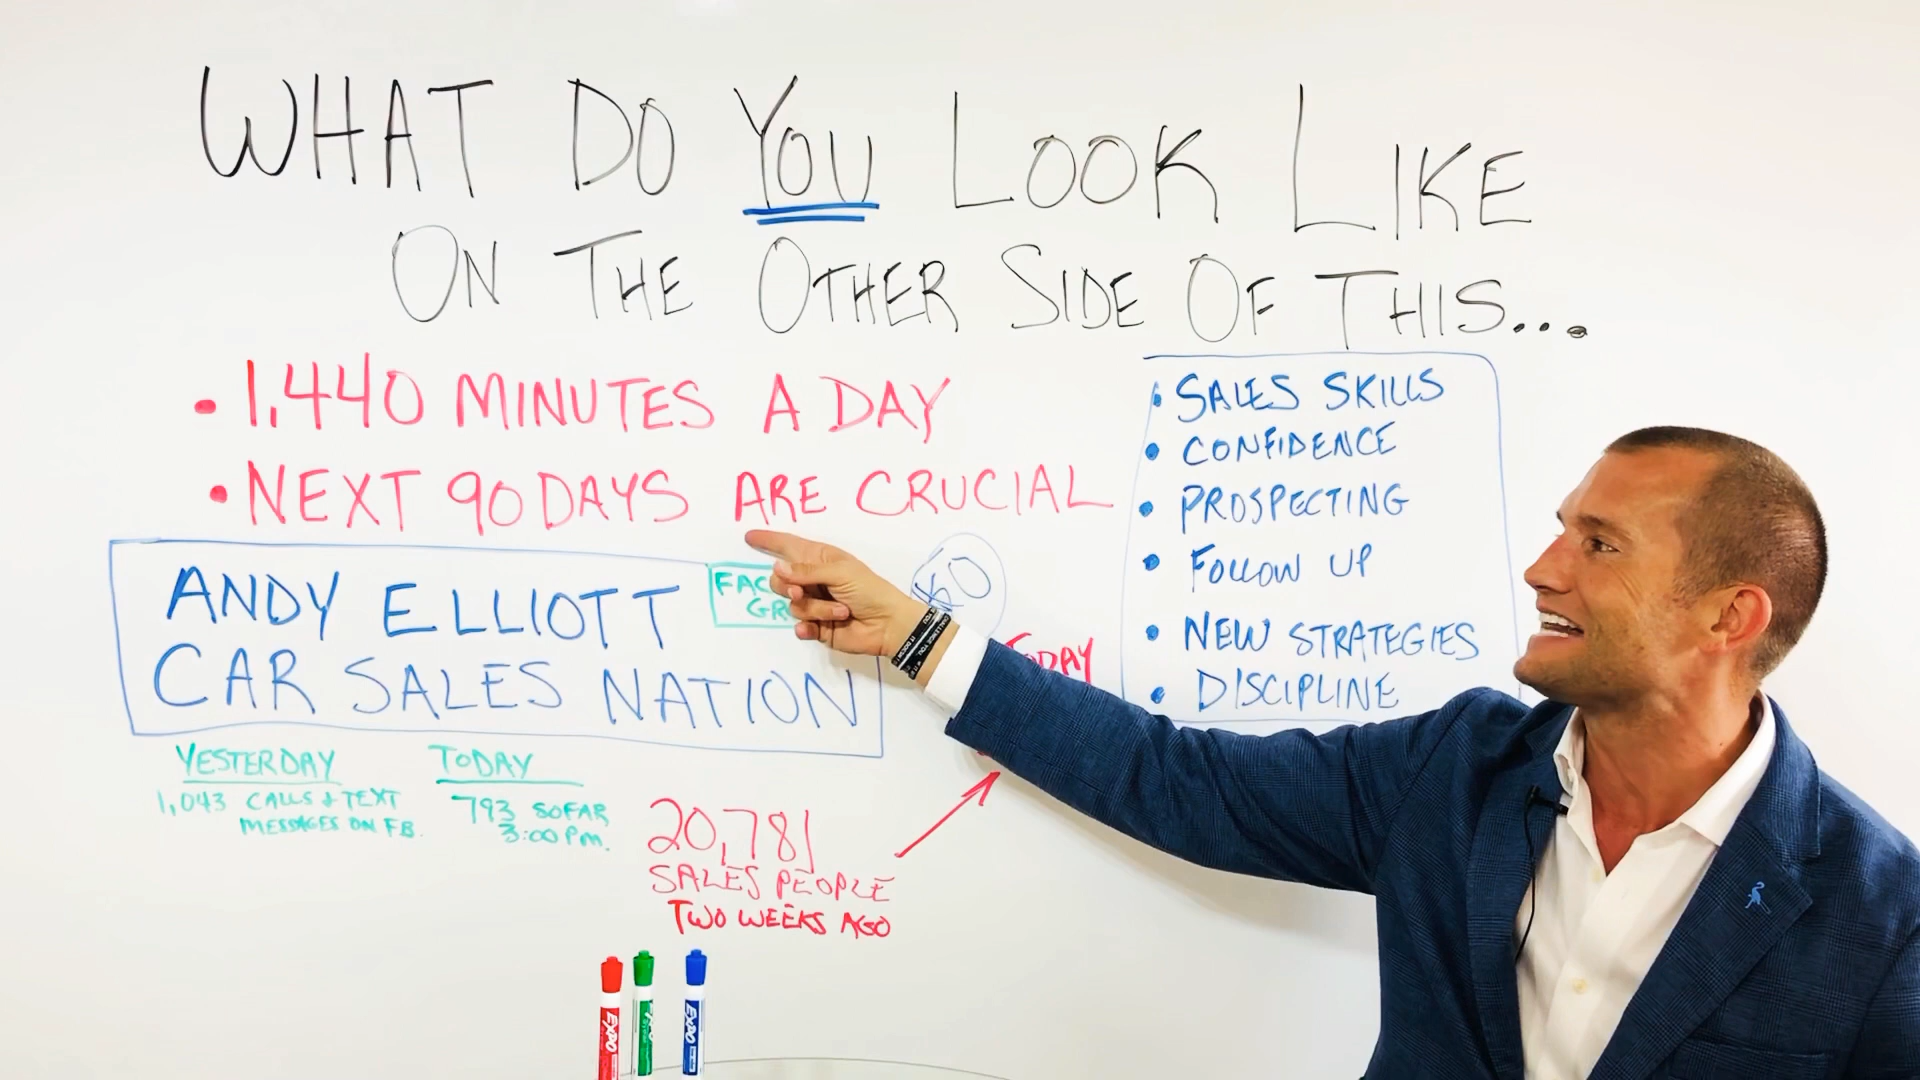 WHAT DO YOU LOOK LIKE
ON THE OTHER SIDE OF THIS...
• 1,440 MINUTES A DAY
• NEXT 90 DAYS ARE CRUCIAL
• SALES SKILLS
• CONFIDENCE
• PROSPECTING
• FOLLOW UP
• NEW STRATEGIES
• DISCIPLINE
ANDY ELLIOTT
CAR SALES NATION
FAC
GR
TODAY
YESTERDAY
1,043 CALLS & TEXT
MESSAGES ON FB.
TODAY
793 SO FAR
3:00 PM.
20,781
SALES PEOPLE
TWO WEEKS AGO
EXPO
EXPO